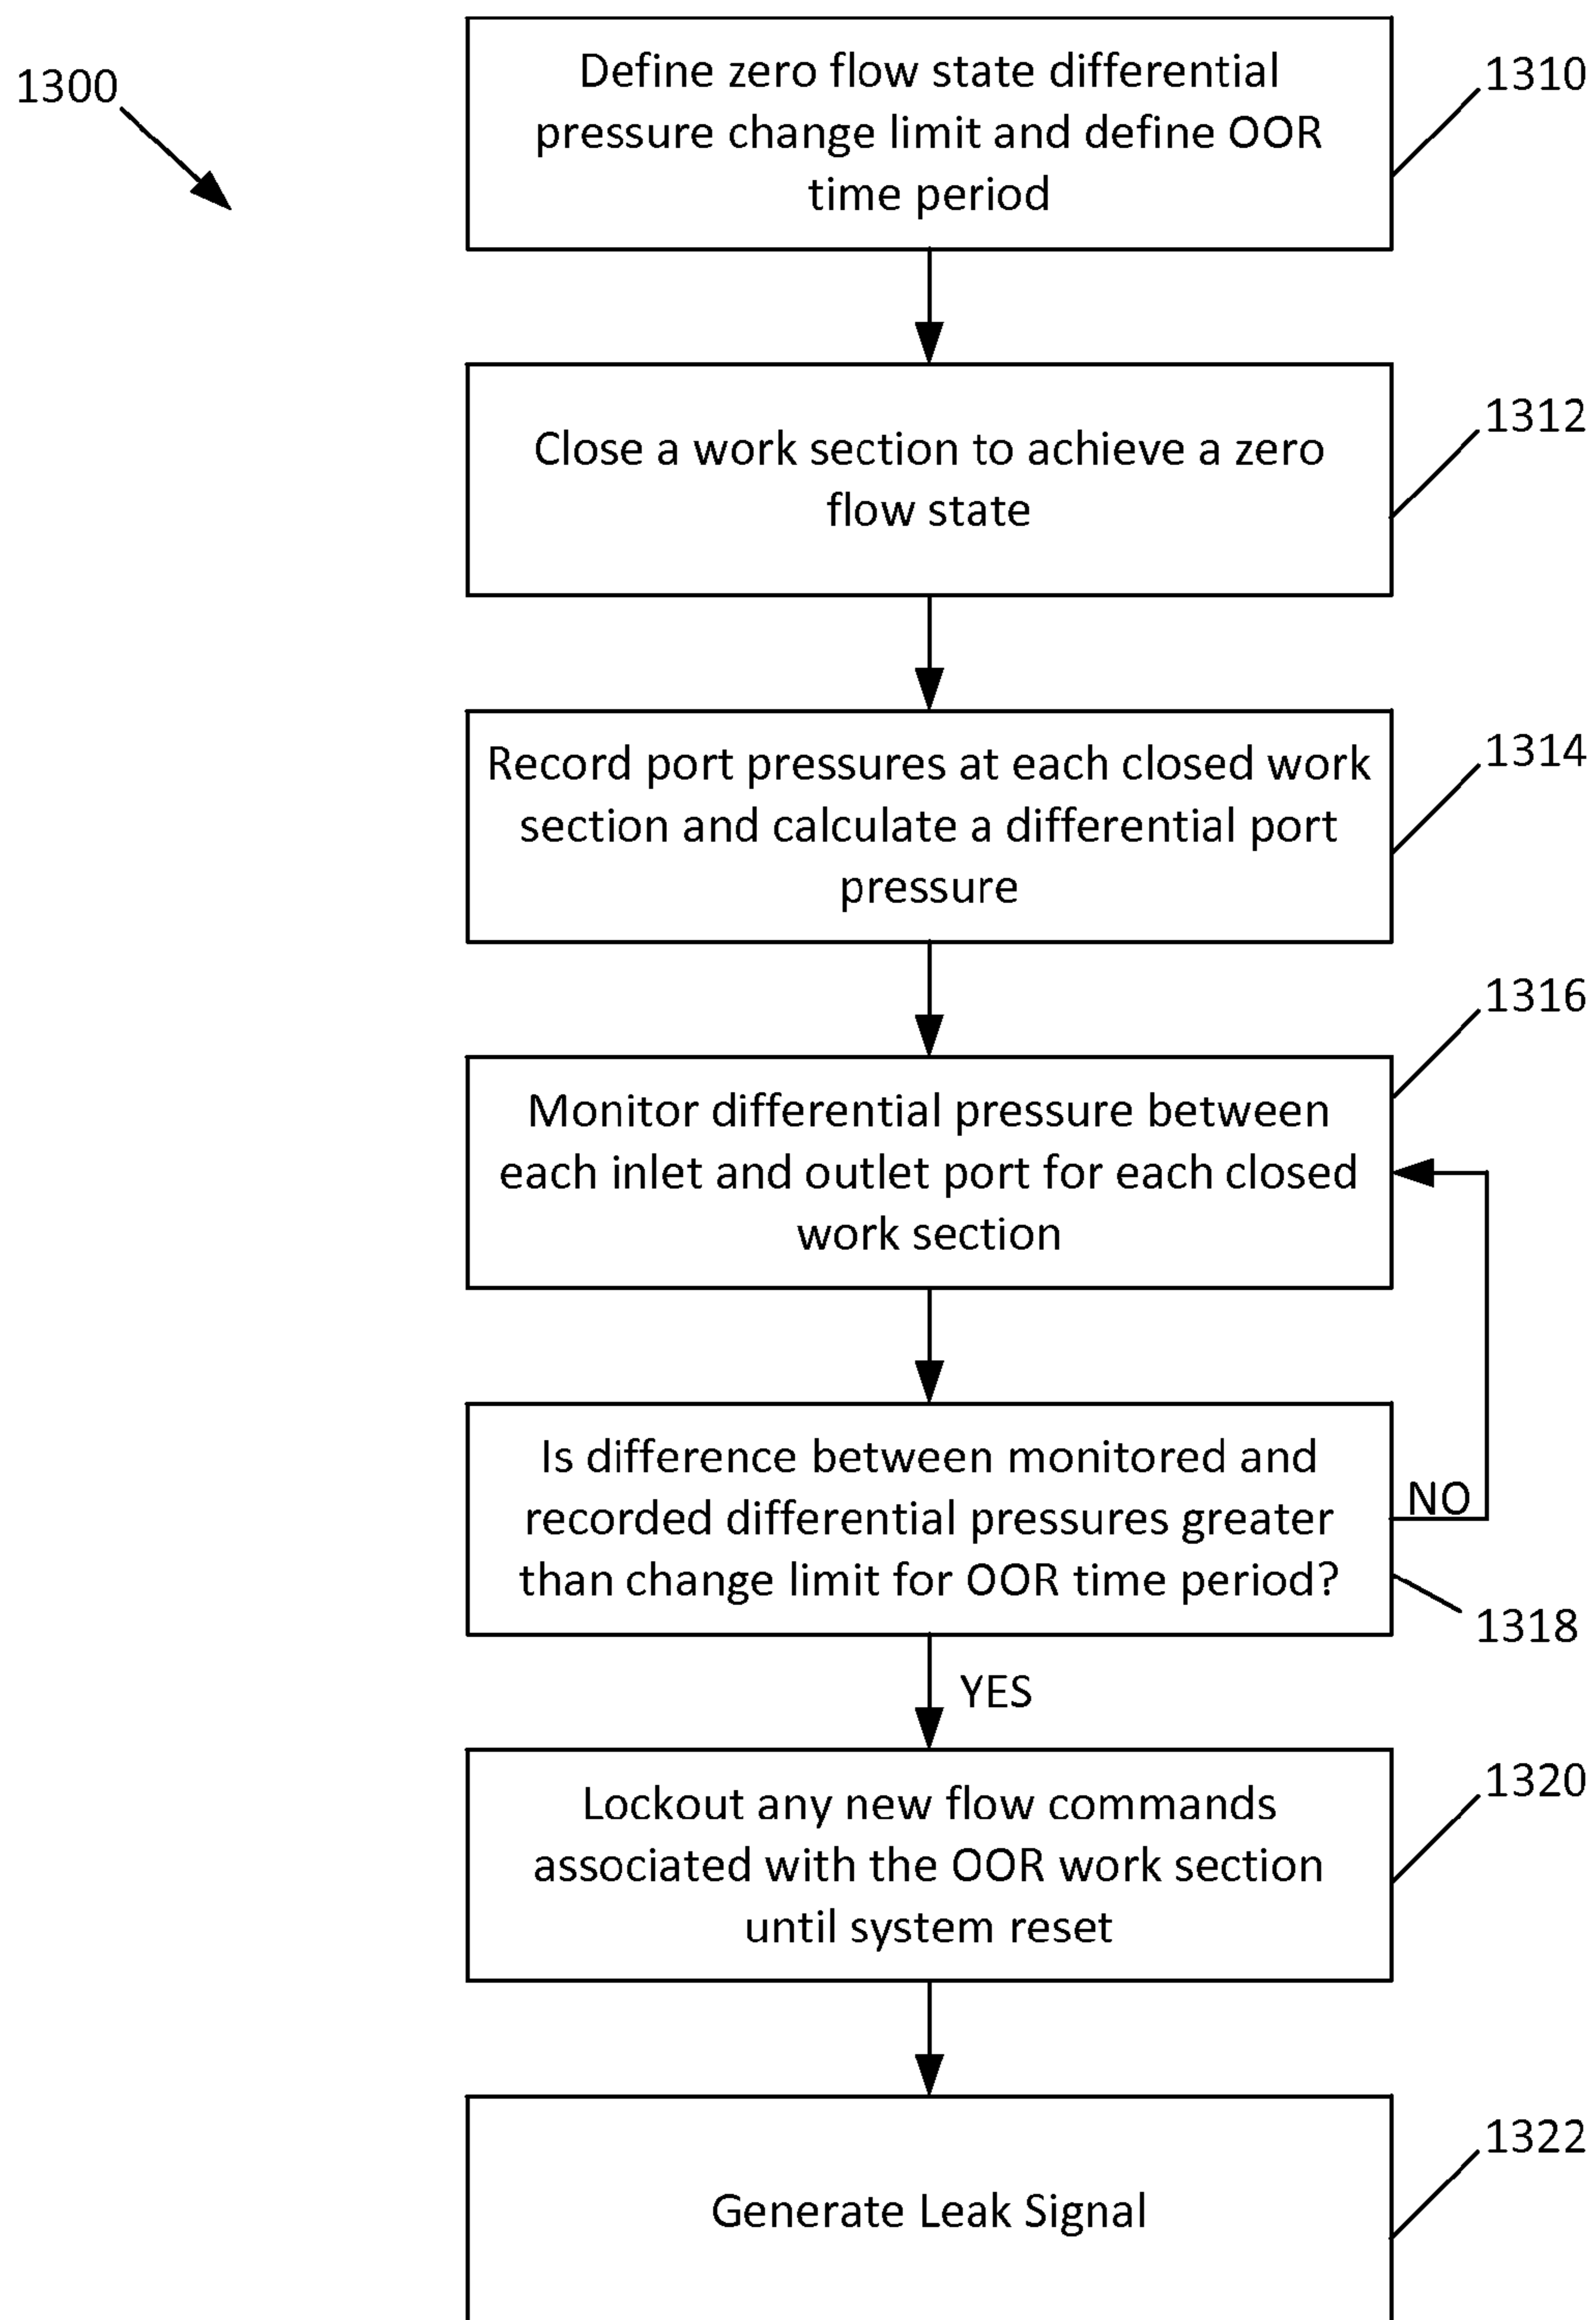 1300
Define zero flow state differential
pressure change limit and define OOR
time period
1310
Close a work section to achieve a zero
flow state
1312
Record port pressures at each closed work
section and calculate a differential port
pressure
1314
Monitor differential pressure between
each inlet and outlet port for each closed
work section
1316
Is difference between monitored and
recorded differential pressures greater
than change limit for OOR time period?
NO
1318
YES
Lockout any new flow commands
associated with the OOR work section
until system reset
1320
Generate Leak Signal
1322